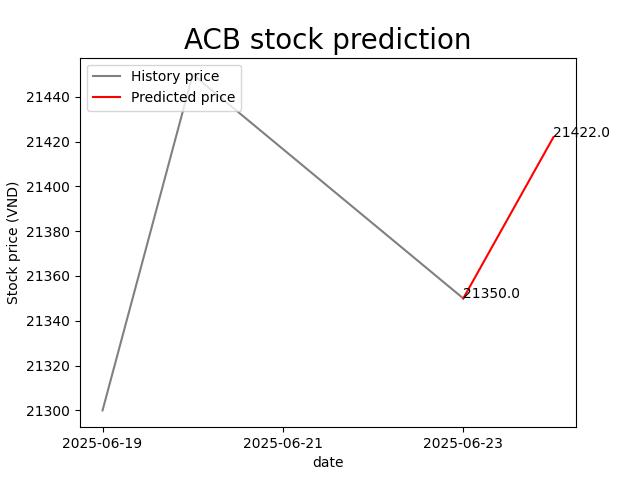 ACB stock prediction
History price
Predicted price
21440
21420
21400
21380
21360
21340
21320
21300
Stock price (VND)
21422.0
21350.0
2025-06-19
2025-06-21
2025-06-23
date